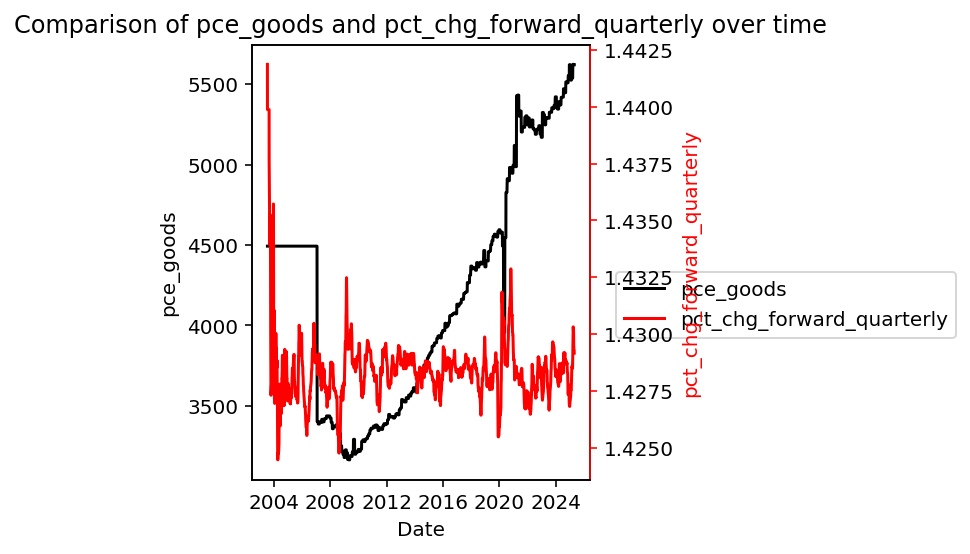 Comparison of pce_goods and pct_chg_forward_quarterly over time
pce_goods
5500
5000
4500
4000
3500
1.4425
1.4400
1.4375
1.4350
1.4325
1.4300
1.4275
1.4250
pct_chg_forward_quarterly
pce_goods
pct_chg_forward_quarterly
2004 2008 2012 2016 2020 2024
Date